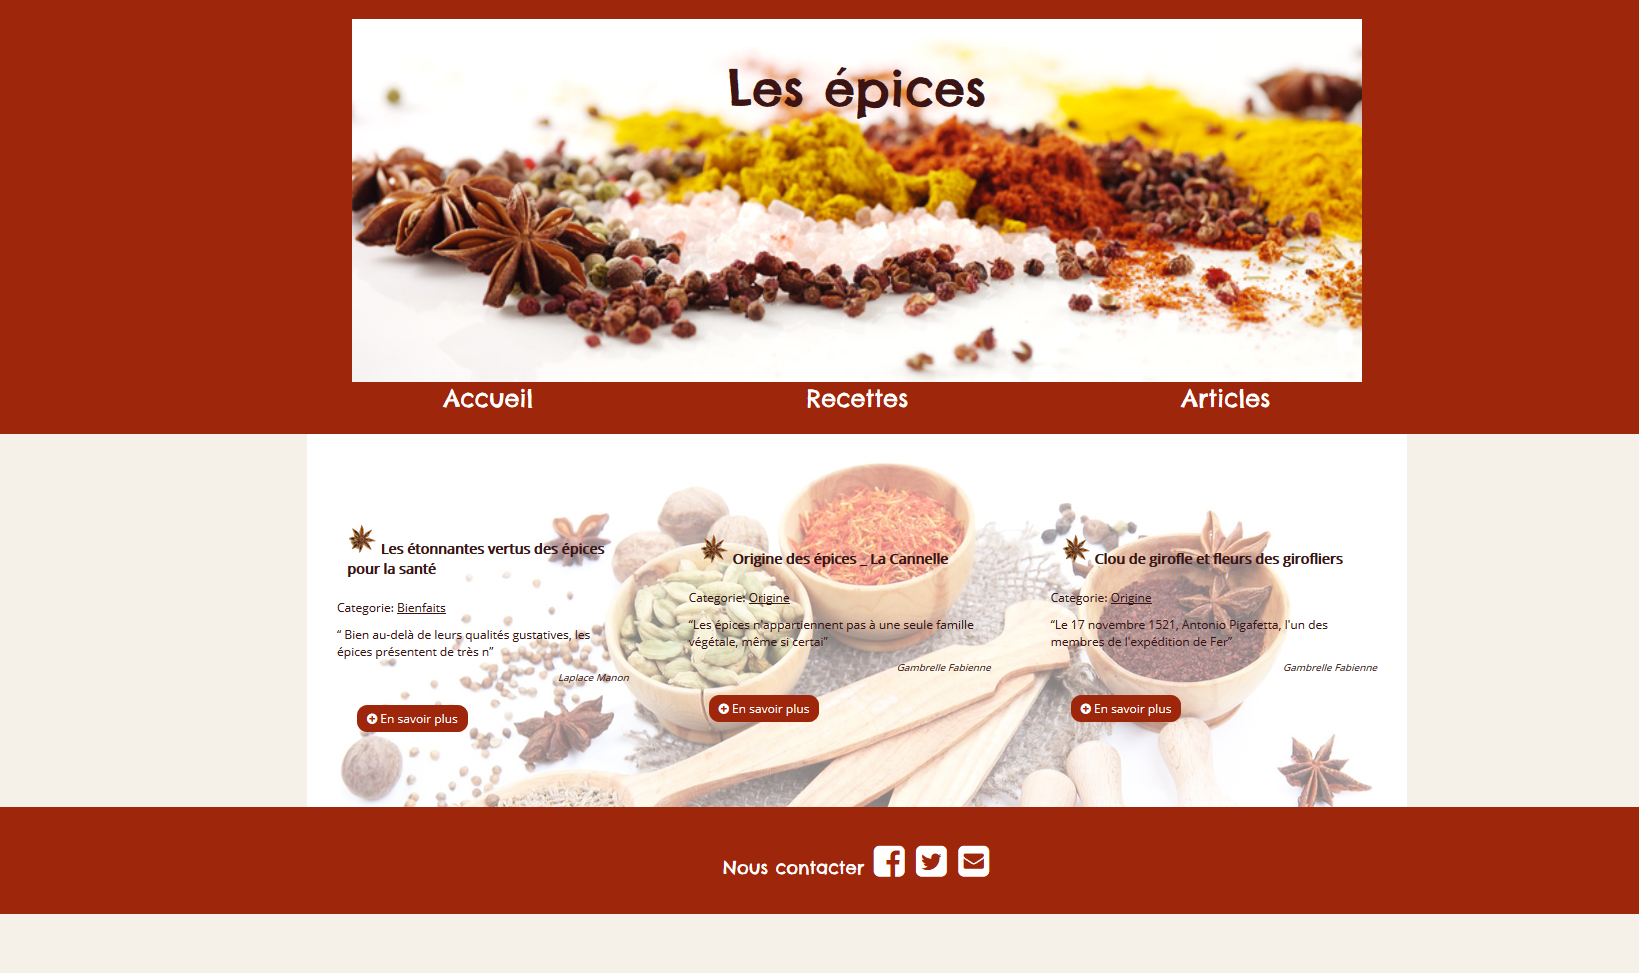 Les épices
Accueil
Recettes
Articles
Les étonnantes vertus des épices
pour la santé
Categorie: Bienfaits
“ Bien au-delà de leurs qualités gustatives, les
épices présentent de très n”
Laplace Manon
En savoir plus
Origine des épices _ La Cannelle
Categorie: Origine
“Les épices n'appartiennent pas à une seule famille
végétale, même si certai”
Gambrelle Fabienne
En savoir plus
Clou de girofle et fleurs des girofliers
Categorie: Origine
“Le 17 novembre 1521, Antonio Pigafetta, l'un des
membres de l'expédition de Fer”
Gambrelle Fabienne
En savoir plus
Nous contacter